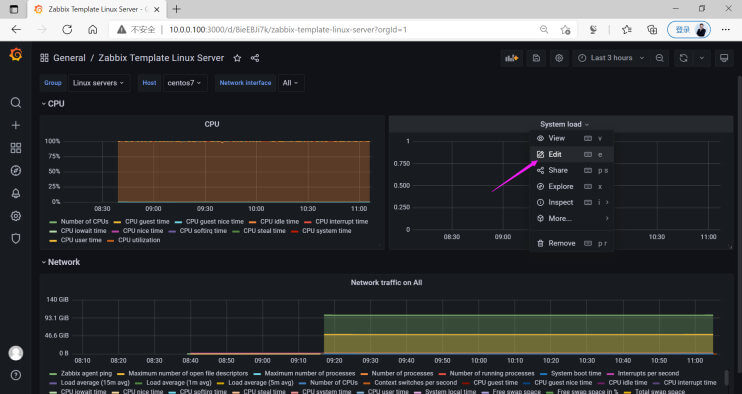 Zabbix Template Linux Server - G
不安全 10.0.0.100:3000/d/8ieEBJi7k/zabbix-template-linux-server?orgId=1
登录
General / Zabbix Template Linux Server
Last 3 hours
Group Linux servers Host centos7 Network interface All
CPU
CPU
100%
75%
50%
25%
0%
08:30 09:00 09:30 10:00 10:30 11:00
Number of CPUs CPU guest time CPU guest nice time CPU idle time CPU interrupt time
CPU iowait time CPU nice time CPU softirq time CPU steal time CPU system time
CPU user time CPU utilization
System load
1
0.750
0.500
0.250
0
08:30 09:00 10:30 11:00
View v
Edit e
Share p s
Explore x
Inspect i
More...
Remove p r
Network
Network traffic on All
140 GiB
93.1 GiB
46.6 GiB
0 B
08:10 08:20 08:30 08:40 08:50 09:00 09:10 09:20 09:30 09:40 09:50 10:00 10:10 10:20 10:30 10:40 10:50 11:00
Zabbix agent ping Maximum number of open file descriptors Maximum number of processes Number of processes Number of running processes System boot time Interrupts per second
Load average (15m avg) Load average (1m avg) Load average (5m avg) Number of CPUs Context switches per second CPU guest time CPU guest nice time CPU idle time CPU interrupt time
CPU iowait time CPU nice time CPU softirq time CPU steal time CPU system time CPU user time System local time Free swap space Free swap space in % Total swap space